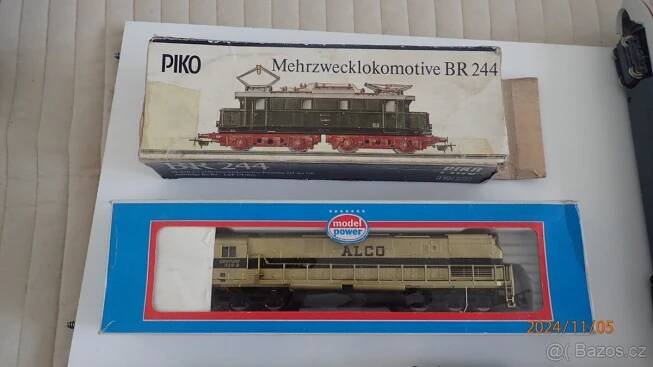 PIKO
Mehrzwecklokomotive BR 244
BR 244
PIKO
model
power
ALCO
2024/11/05
@( Bazos.cz